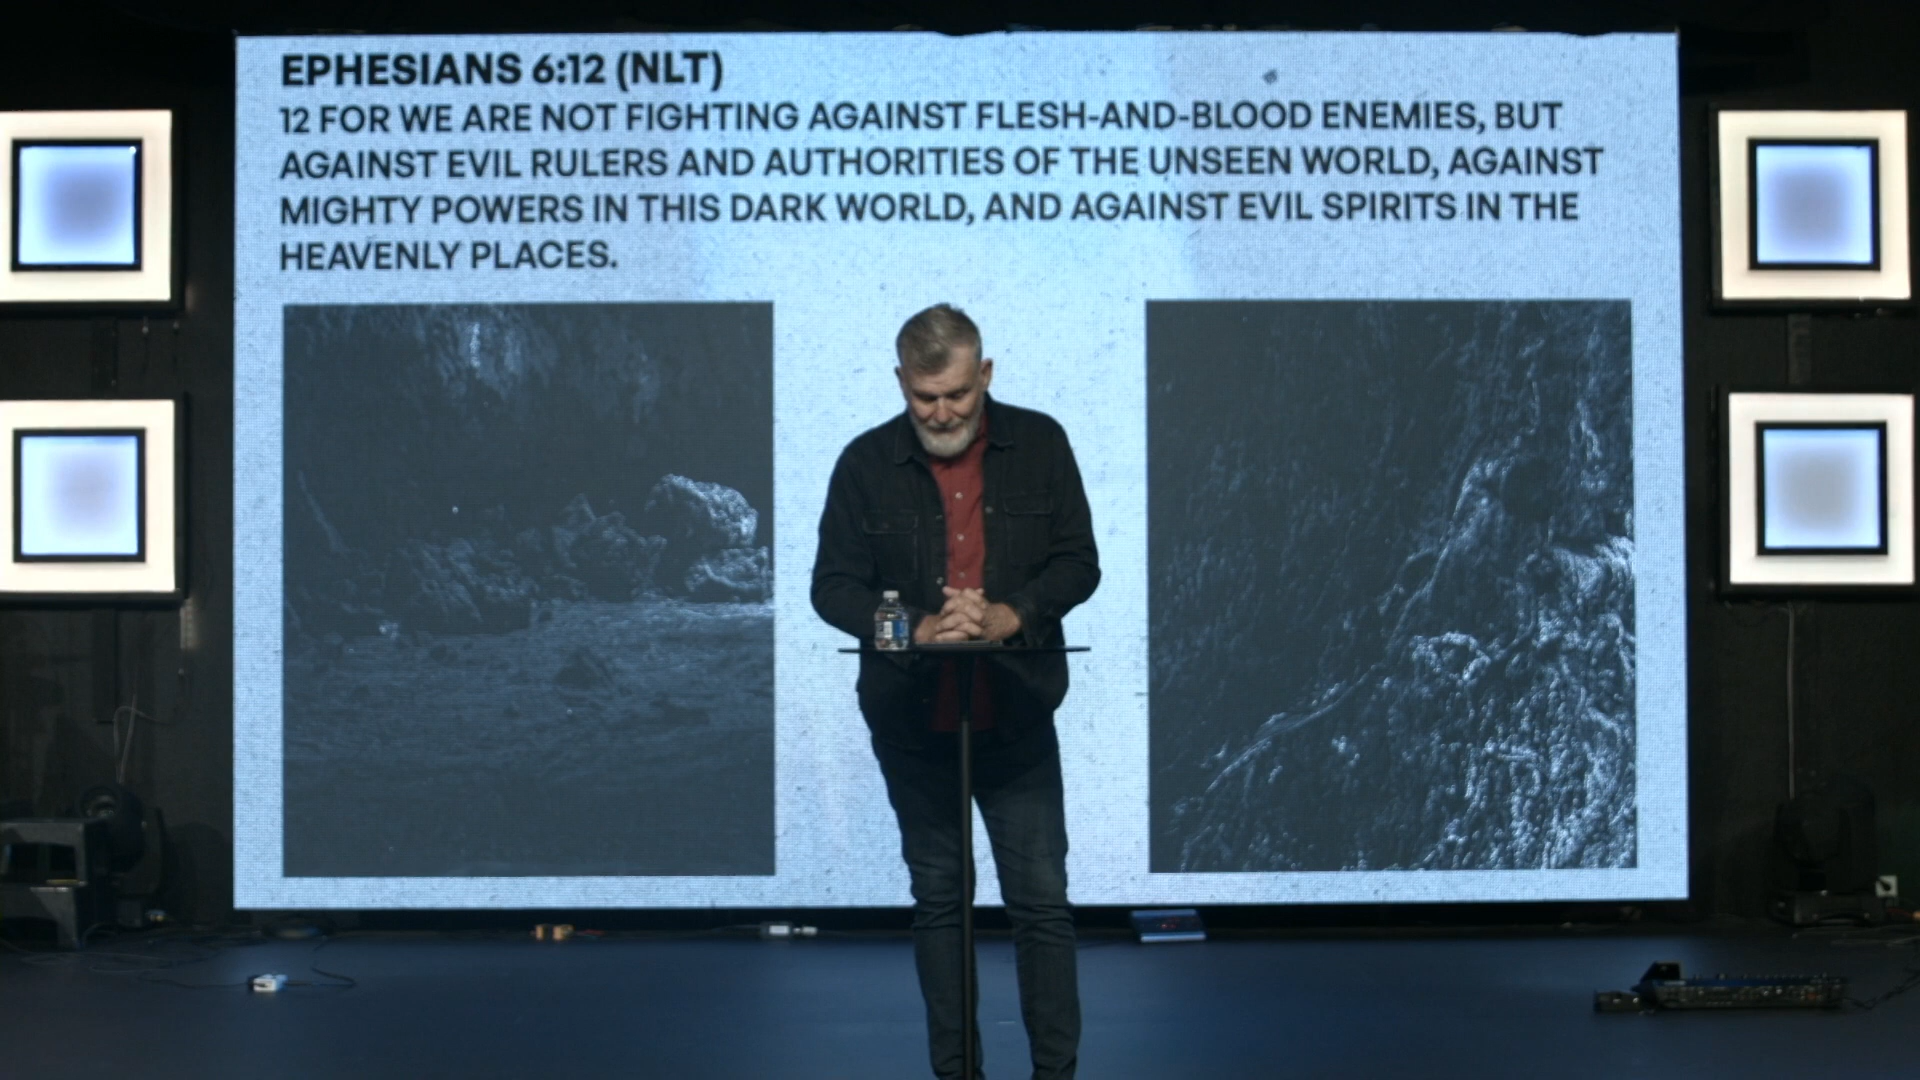 EPHESIANS 6:12 (NLT)
12 FOR WE ARE NOT FIGHTING AGAINST FLESH-AND-BLOOD ENEMIES, BUT
AGAINST EVIL RULERS AND AUTHORITIES OF THE UNSEEN WORLD, AGAINST
MIGHTY POWERS IN THIS DARK WORLD, AND AGAINST EVIL SPIRITS IN THE
HEAVENLY PLACES.